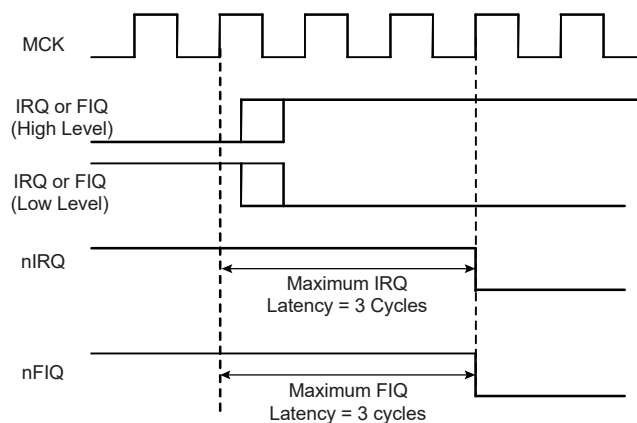 MCK
IRQ or FIQ
(High Level)
IRQ or FIQ
(Low Level)
nIRQ
Maximum IRQ
Latency = 3 Cycles
nFIQ
Maximum FIQ
Latency = 3 cycles